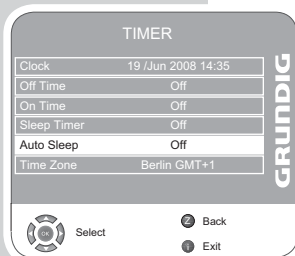 TIMER
Clock 19 /Jun 2008 14:35
Off Time Off
On Time Off
Sleep Timer Off
Auto Sleep Off
Time Zone Berlin GMT+1
GRUNDIG
OK Select
Z Back
i Exit